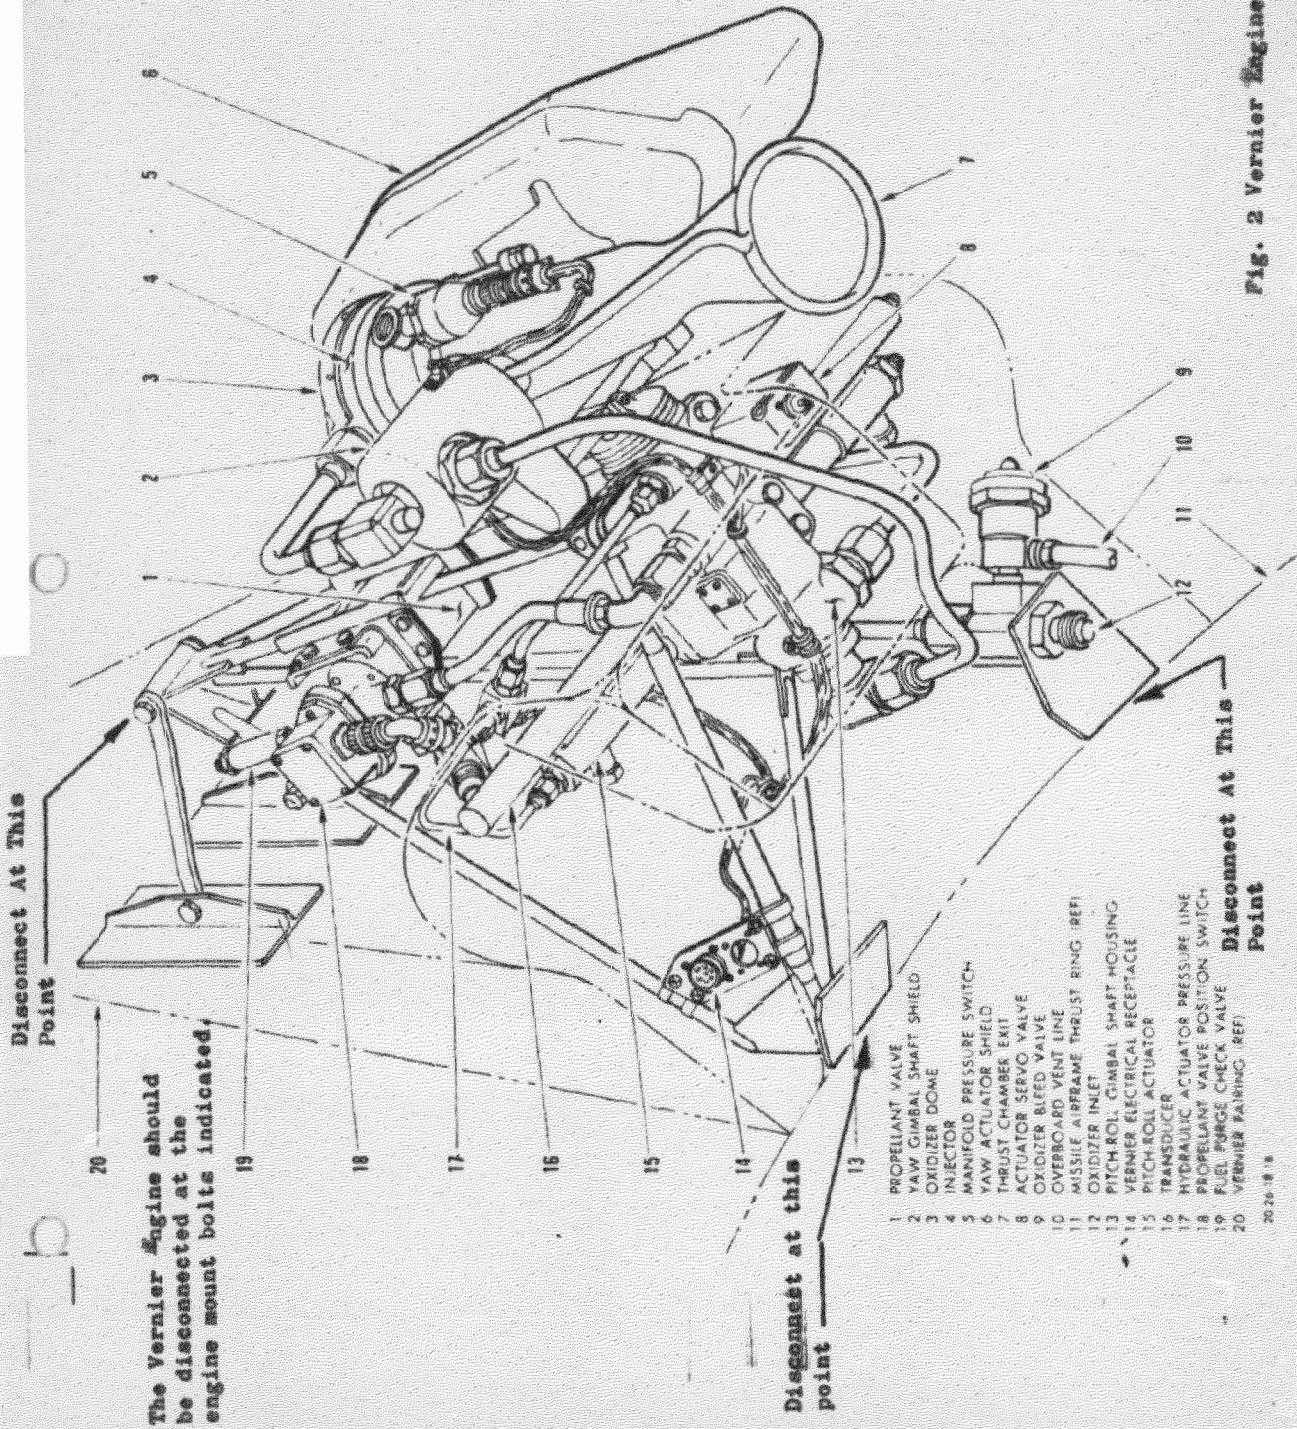 Disconnect At This
Point
The Vernier Engine should
be disconnected at the
engine mount bolts indicated.
1
2
3
4
5
6
7
8
9
10
11
12
13
14
15
16
17
18
19
20
Disconnect at this
point
Disconnect At This
Point
1 PROPELLANT VALVE
2 YAW GIMBAL SHAFT SHIELD
3 OXIDIZER DOME
4 INJECTOR
5 MANIFOLD PRESSURE SWITCH
6 YAW ACTUATOR SHIELD
7 THRUST CHAMBER EXIT
8 ACTUATOR SERVO VALVE
9 OXIDIZER BLEED VALVE
10 OVERBOARD VENT LINE
11 MISSILE AIRFRAME THRUST RING (REF)
12 OXIDIZER INLET
13 PITCH-ROLL GIMBAL SHAFT HOUSING
14 VERNIER ELECTRICAL RECEPTACLE
15 PITCH-ROLL ACTUATOR
16 TRANSDUCER
17 HYDRAULIC ACTUATOR PRESSURE LINE
18 PROPELLANT VALVE POSITION SWITCH
19 FUEL PURGE CHECK VALVE
20 VERNIER FAIRING (REF)
Fig. 2 Vernier Engine